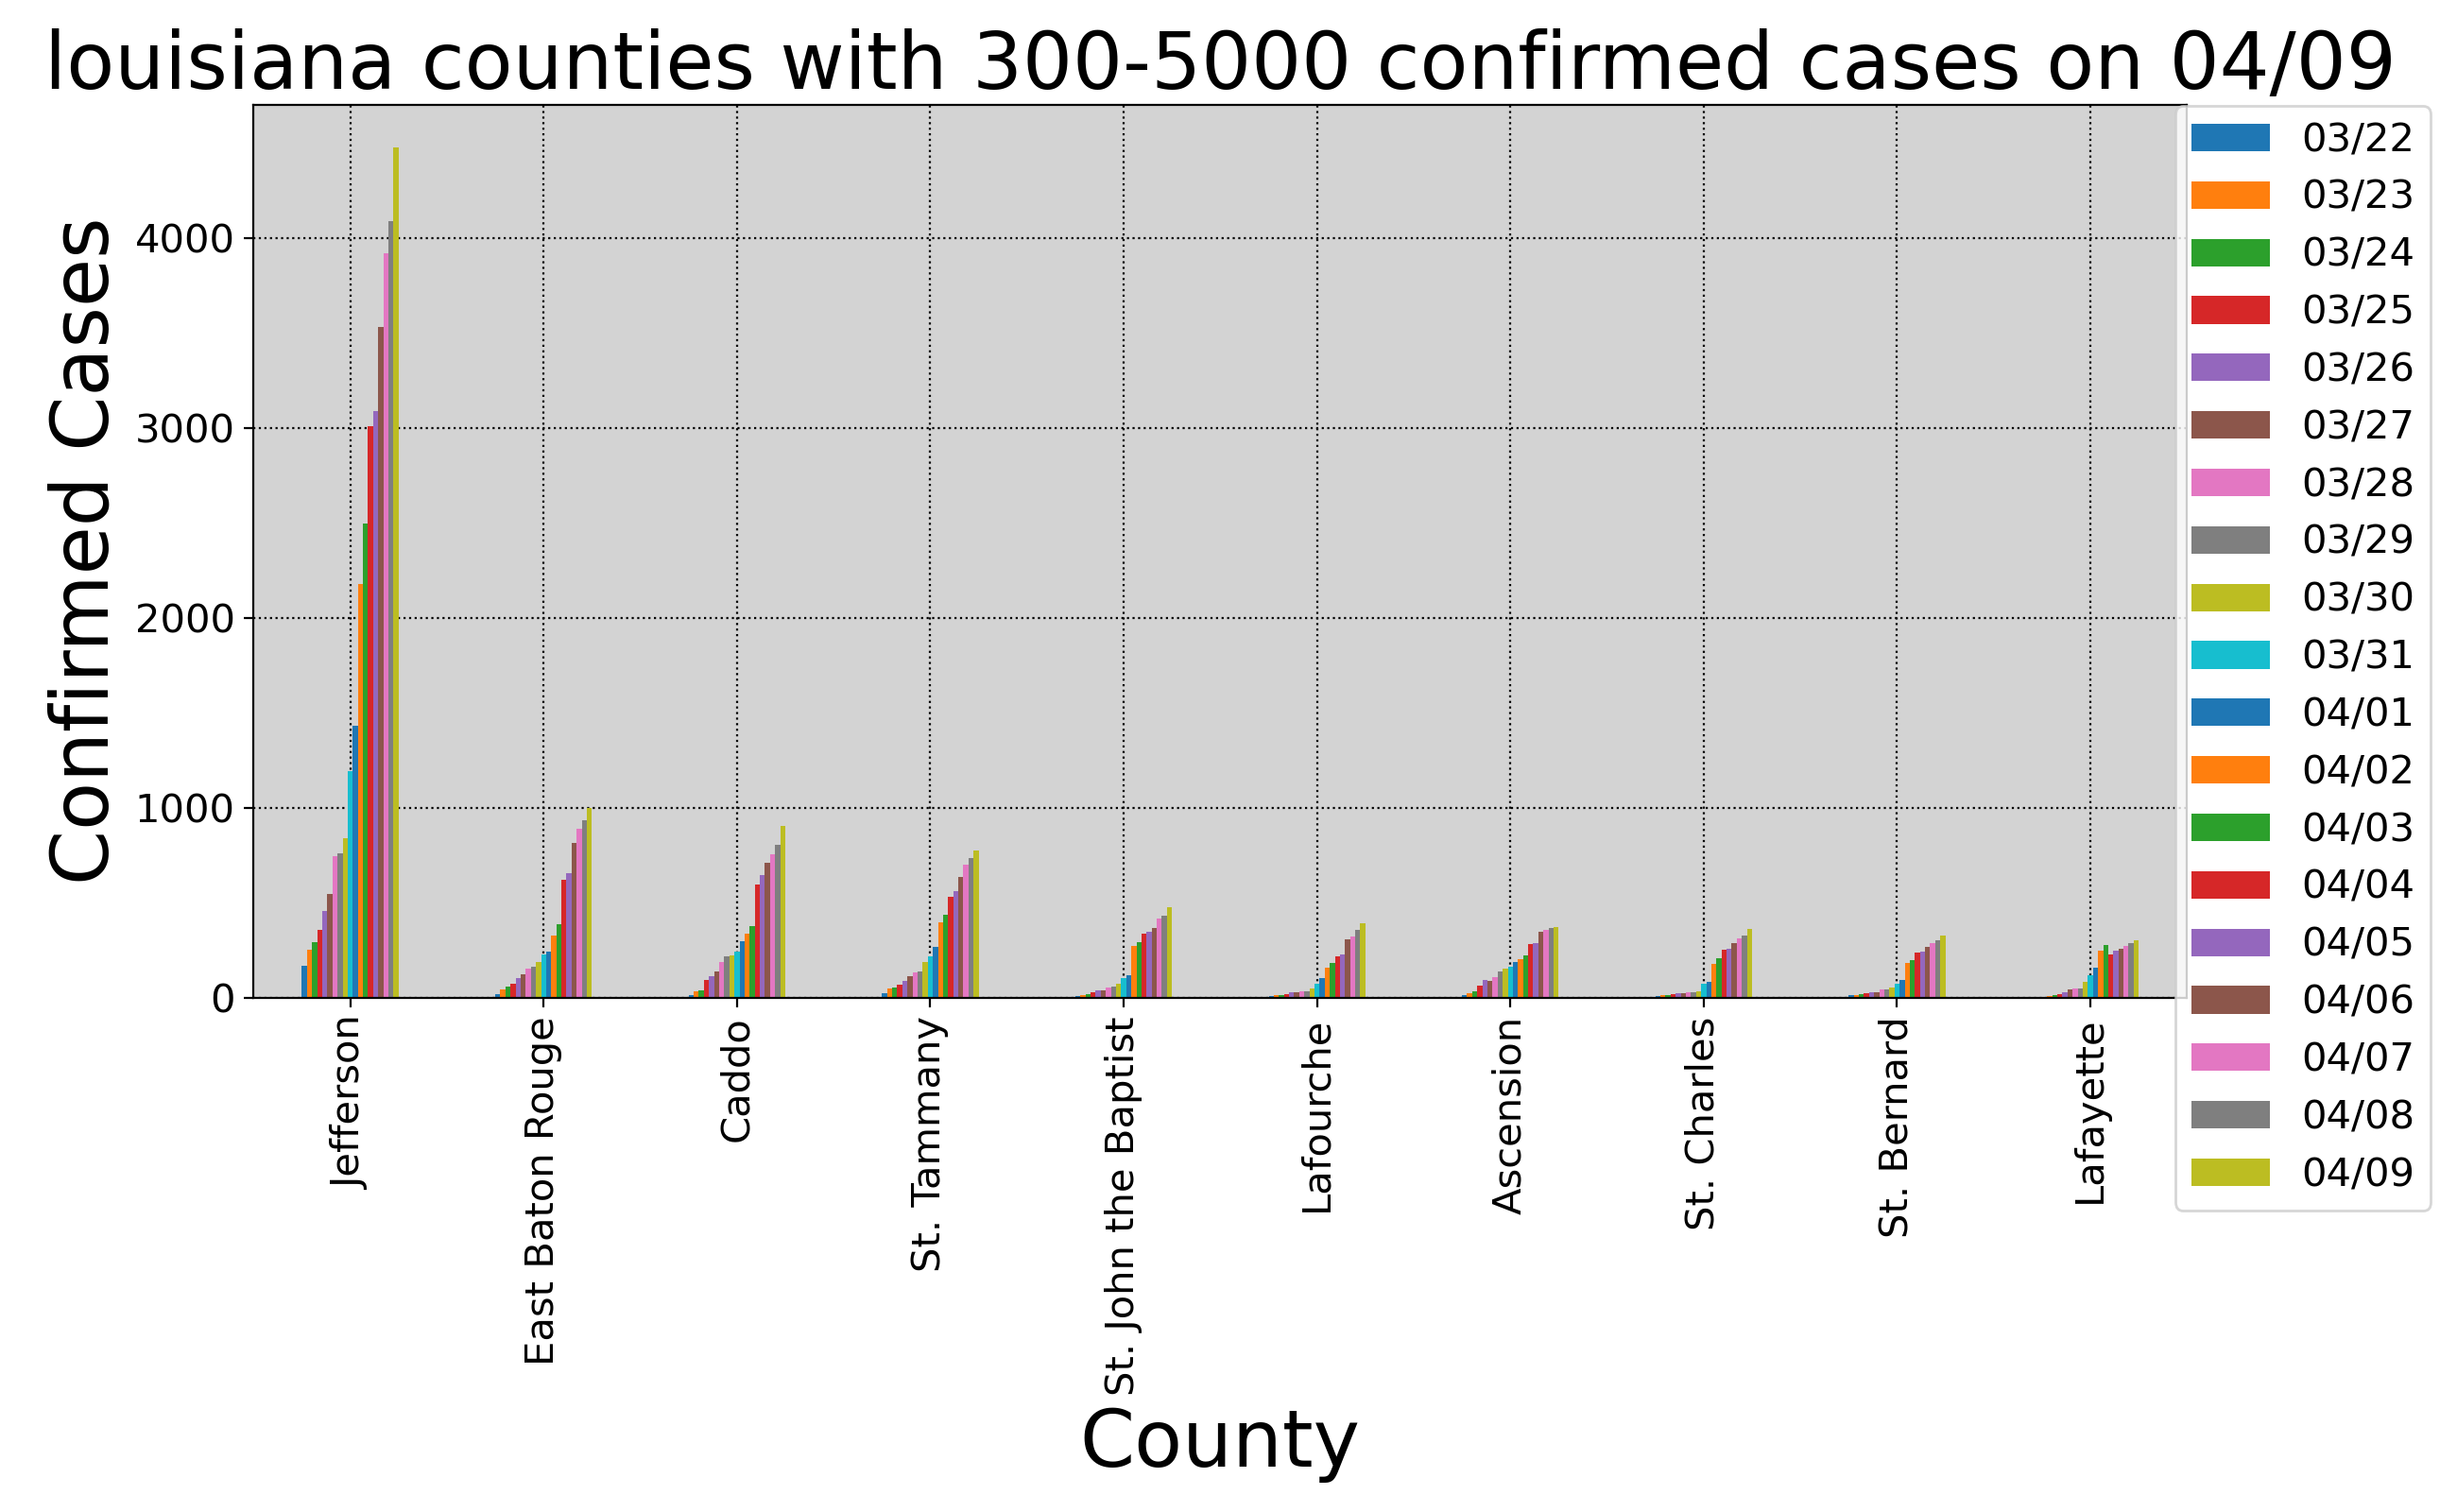 louisiana counties with 300-5000 confirmed cases on 04/09
Confirmed Cases
4000
3000
2000
1000
0
Jefferson
East Baton Rouge
Caddo
St. Tammany
St. John the Baptist
Lafourche
Ascension
St. Charles
St. Bernard
Lafayette
County
03/22
03/23
03/24
03/25
03/26
03/27
03/28
03/29
03/30
03/31
04/01
04/02
04/03
04/04
04/05
04/06
04/07
04/08
04/09